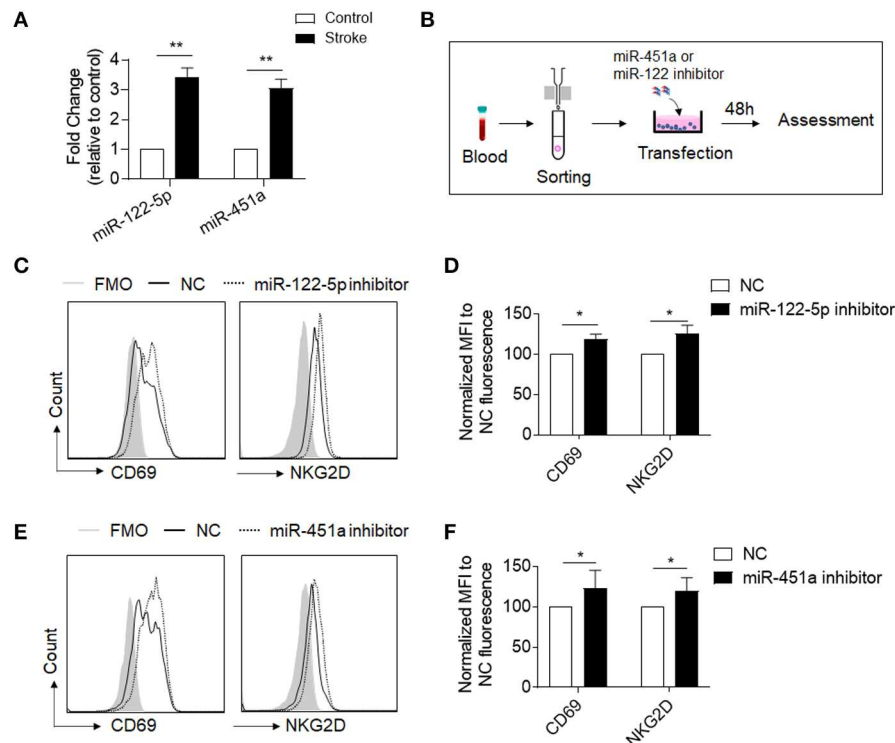 A
Control
Stroke
**
**
4
3
2
1
0
Fold Change
(relative to control)
miR-122-5p
miR-451a
B
miR-451a or
miR-122 inhibitor
48h
Blood
Sorting
Transfection
Assessment
C
FMO
NC
miR-122-5p inhibitor
Count
CD69
NKG2D
D
NC
miR-122-5p inhibitor
Normalized MFI to
NC fluorescence
150
100
50
0
*
*
CD69
NKG2D
E
FMO
NC
miR-451a inhibitor
Count
CD69
NKG2D
F
NC
miR-451a inhibitor
Normalized MFI to
NC fluorescence
150
100
50
0
*
*
CD69
NKG2D